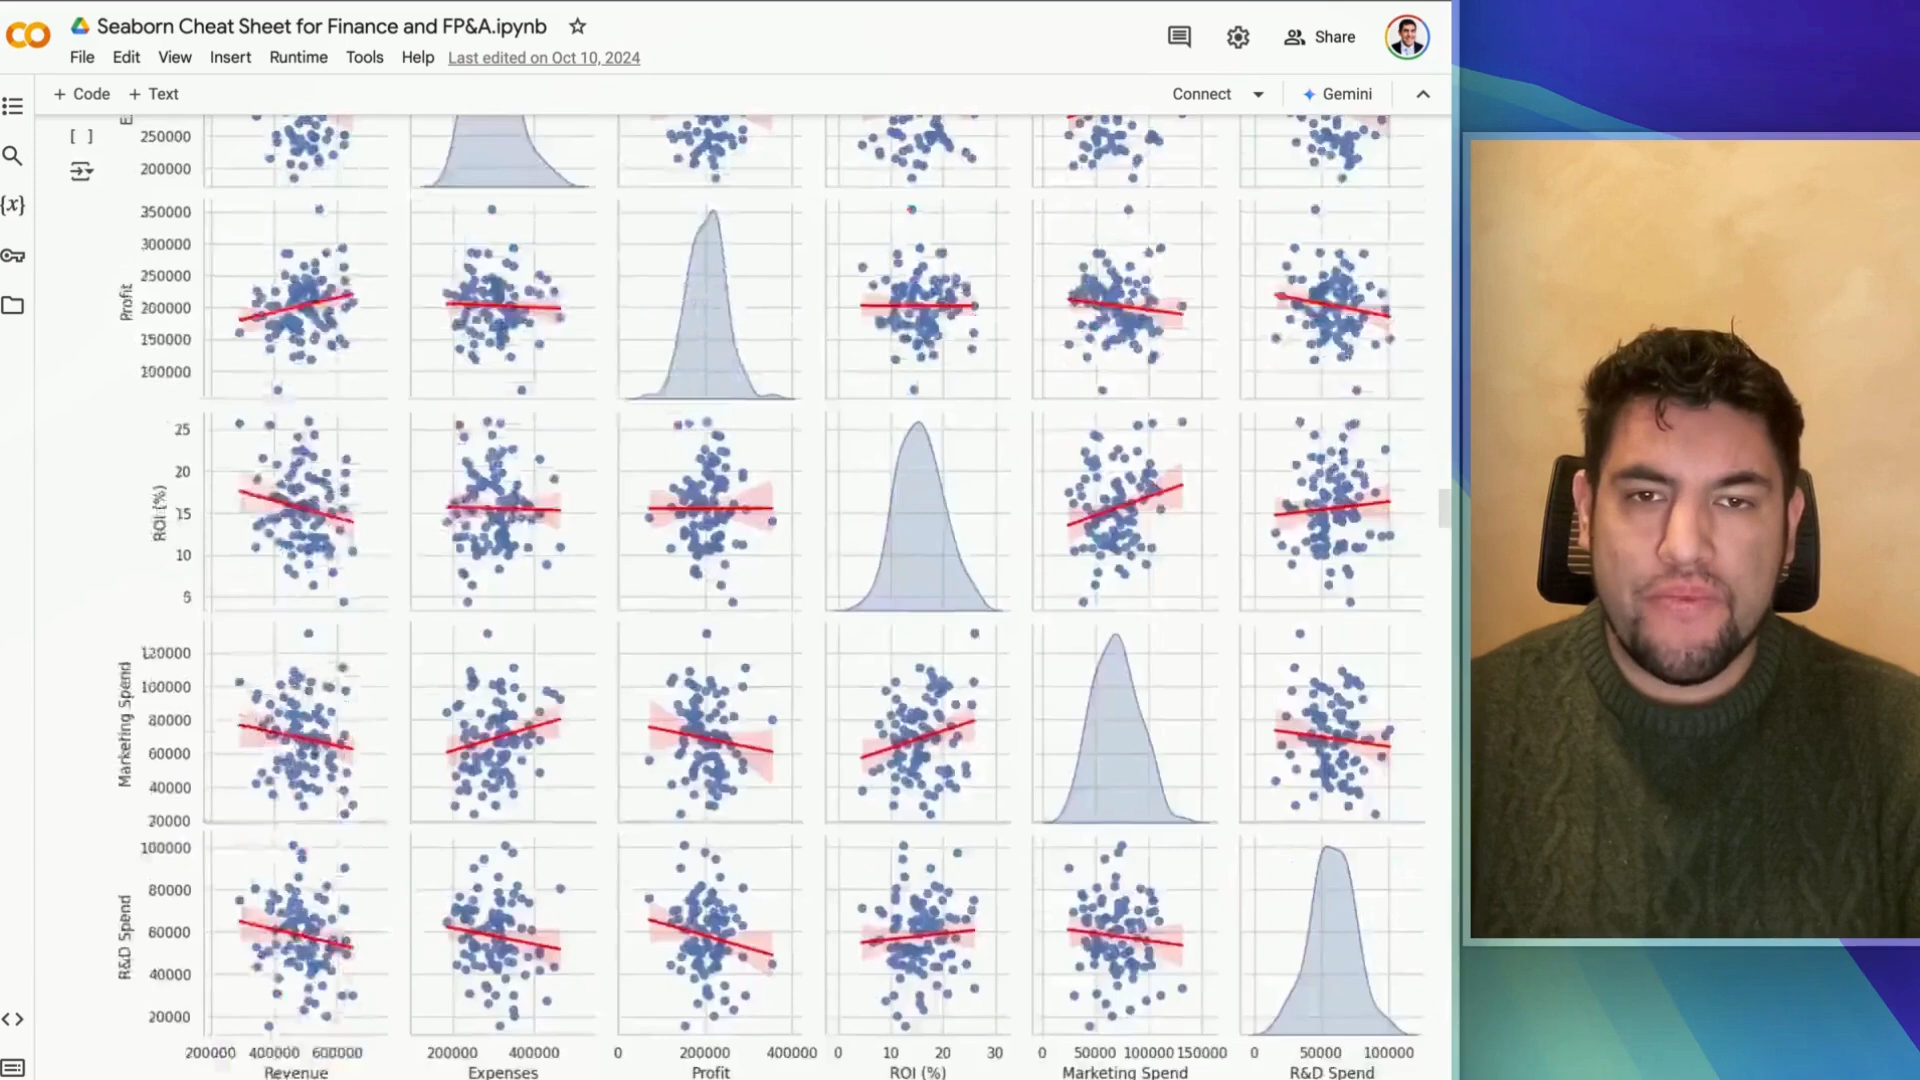 Seaborn Cheat Sheet for Finance and FP&A.ipynb
File Edit View Insert Runtime Tools Help Last edited on Oct 10, 2024
Share
+ Code + Text
Connect
Gemini
[ ]
{x}
250000
200000
350000
300000
250000
200000
150000
100000
Profit
25
20
15
10
5
ROI (%)
120000
100000
80000
60000
40000
20000
Marketing Spend
100000
80000
60000
40000
20000
R&D Spend
200000 400000 600000 200000 400000 0 200000 400000 0 10 20 30 0 50000 100000 150000 0 50000 100000
Revenue Expenses Profit ROI (%) Marketing Spend R&D Spend